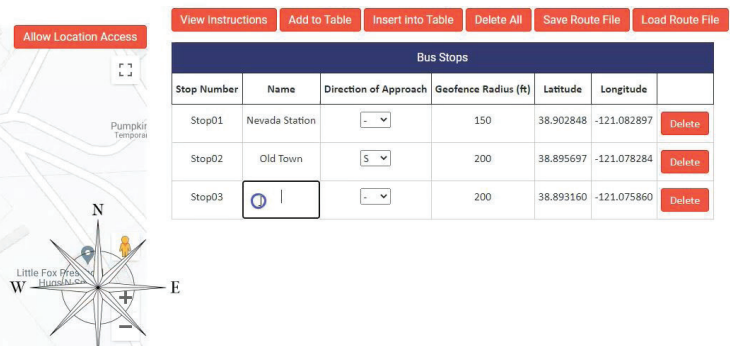 View Instructions Add to Table Insert Into Table Delete All Save Route File Load Route File
Allow Location Access
Bus Stops
Stop Number Name Direction of Approach Geofence Radius (ft) Latitude Longitude
Stop01 Nevada Station - 150 38.902848 -121.082897 Delete
Stop02 Old Town S 200 38.895697 -121.078284 Delete
Stop03 - 200 38.893160 -121.075860 Delete
Pumpkin
N
Little Fox
W E